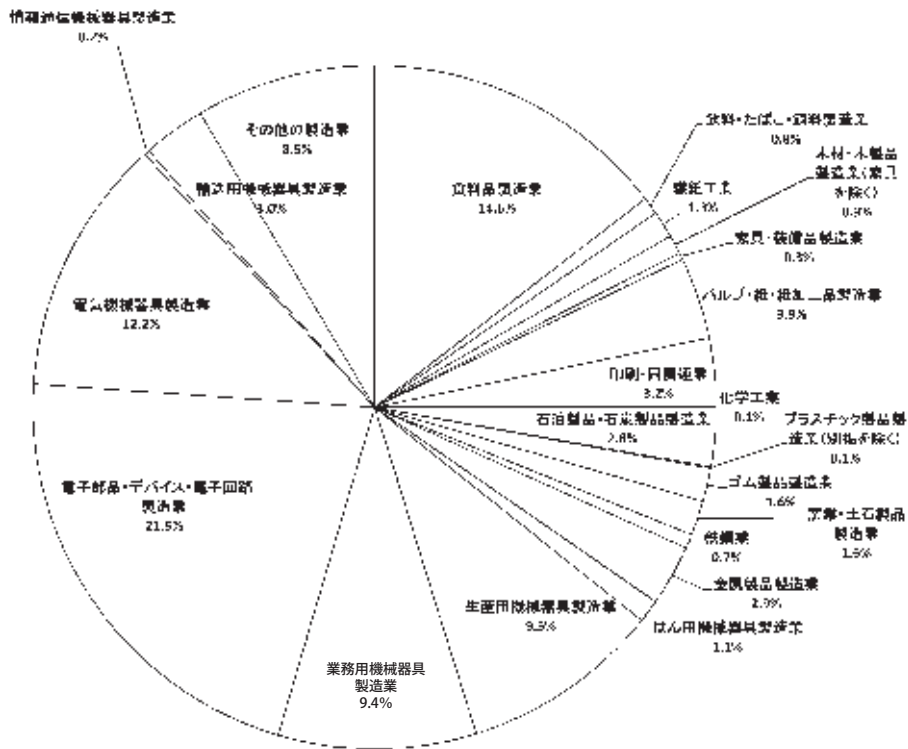 情報通信機械器具製造業
0.2%
その他の製造業
8.5%
輸送用機械器具製造業
3.0%
食料品製造業
飲料・たばこ・飼料製造業
0.8%
繊維工業
1.3%
木材・木製品
製造業(家具
を除く)
0.9%
家具・装備品製造業
0.3%
パルプ・紙・紙加工品製造業
3.9%
印刷・同関連業
3.2%
化学工業
0.1%
石油製品・石炭製品製造業
2.8%
プラスチック製品製
造業(別掲を除く)
0.1%
ゴム製品製造業
1.6%
窯業・土石製品
製造業
鉄鋼業
0.7%
金属製品製造業
はん用機械器具製造業
1.1%
生産用機械器具製造業
業務用機械器具
製造業
9.4%
電子部品・デバイス・電子回路
製造業
電気機械器具製造業
12.2%